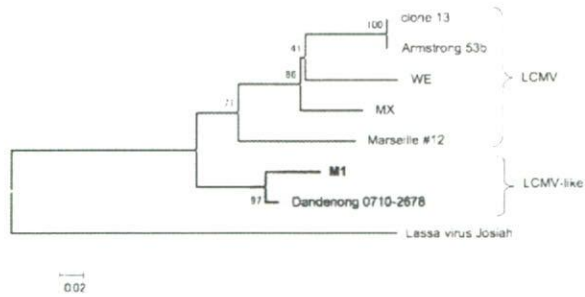 clone 13
100
Armstrong 53b
41
WE
LCMV
86
MX
71
Marseille #12
M1
LCMV-like
97
Dandenong 0710-2678
Lassa virus Josiah
0.02